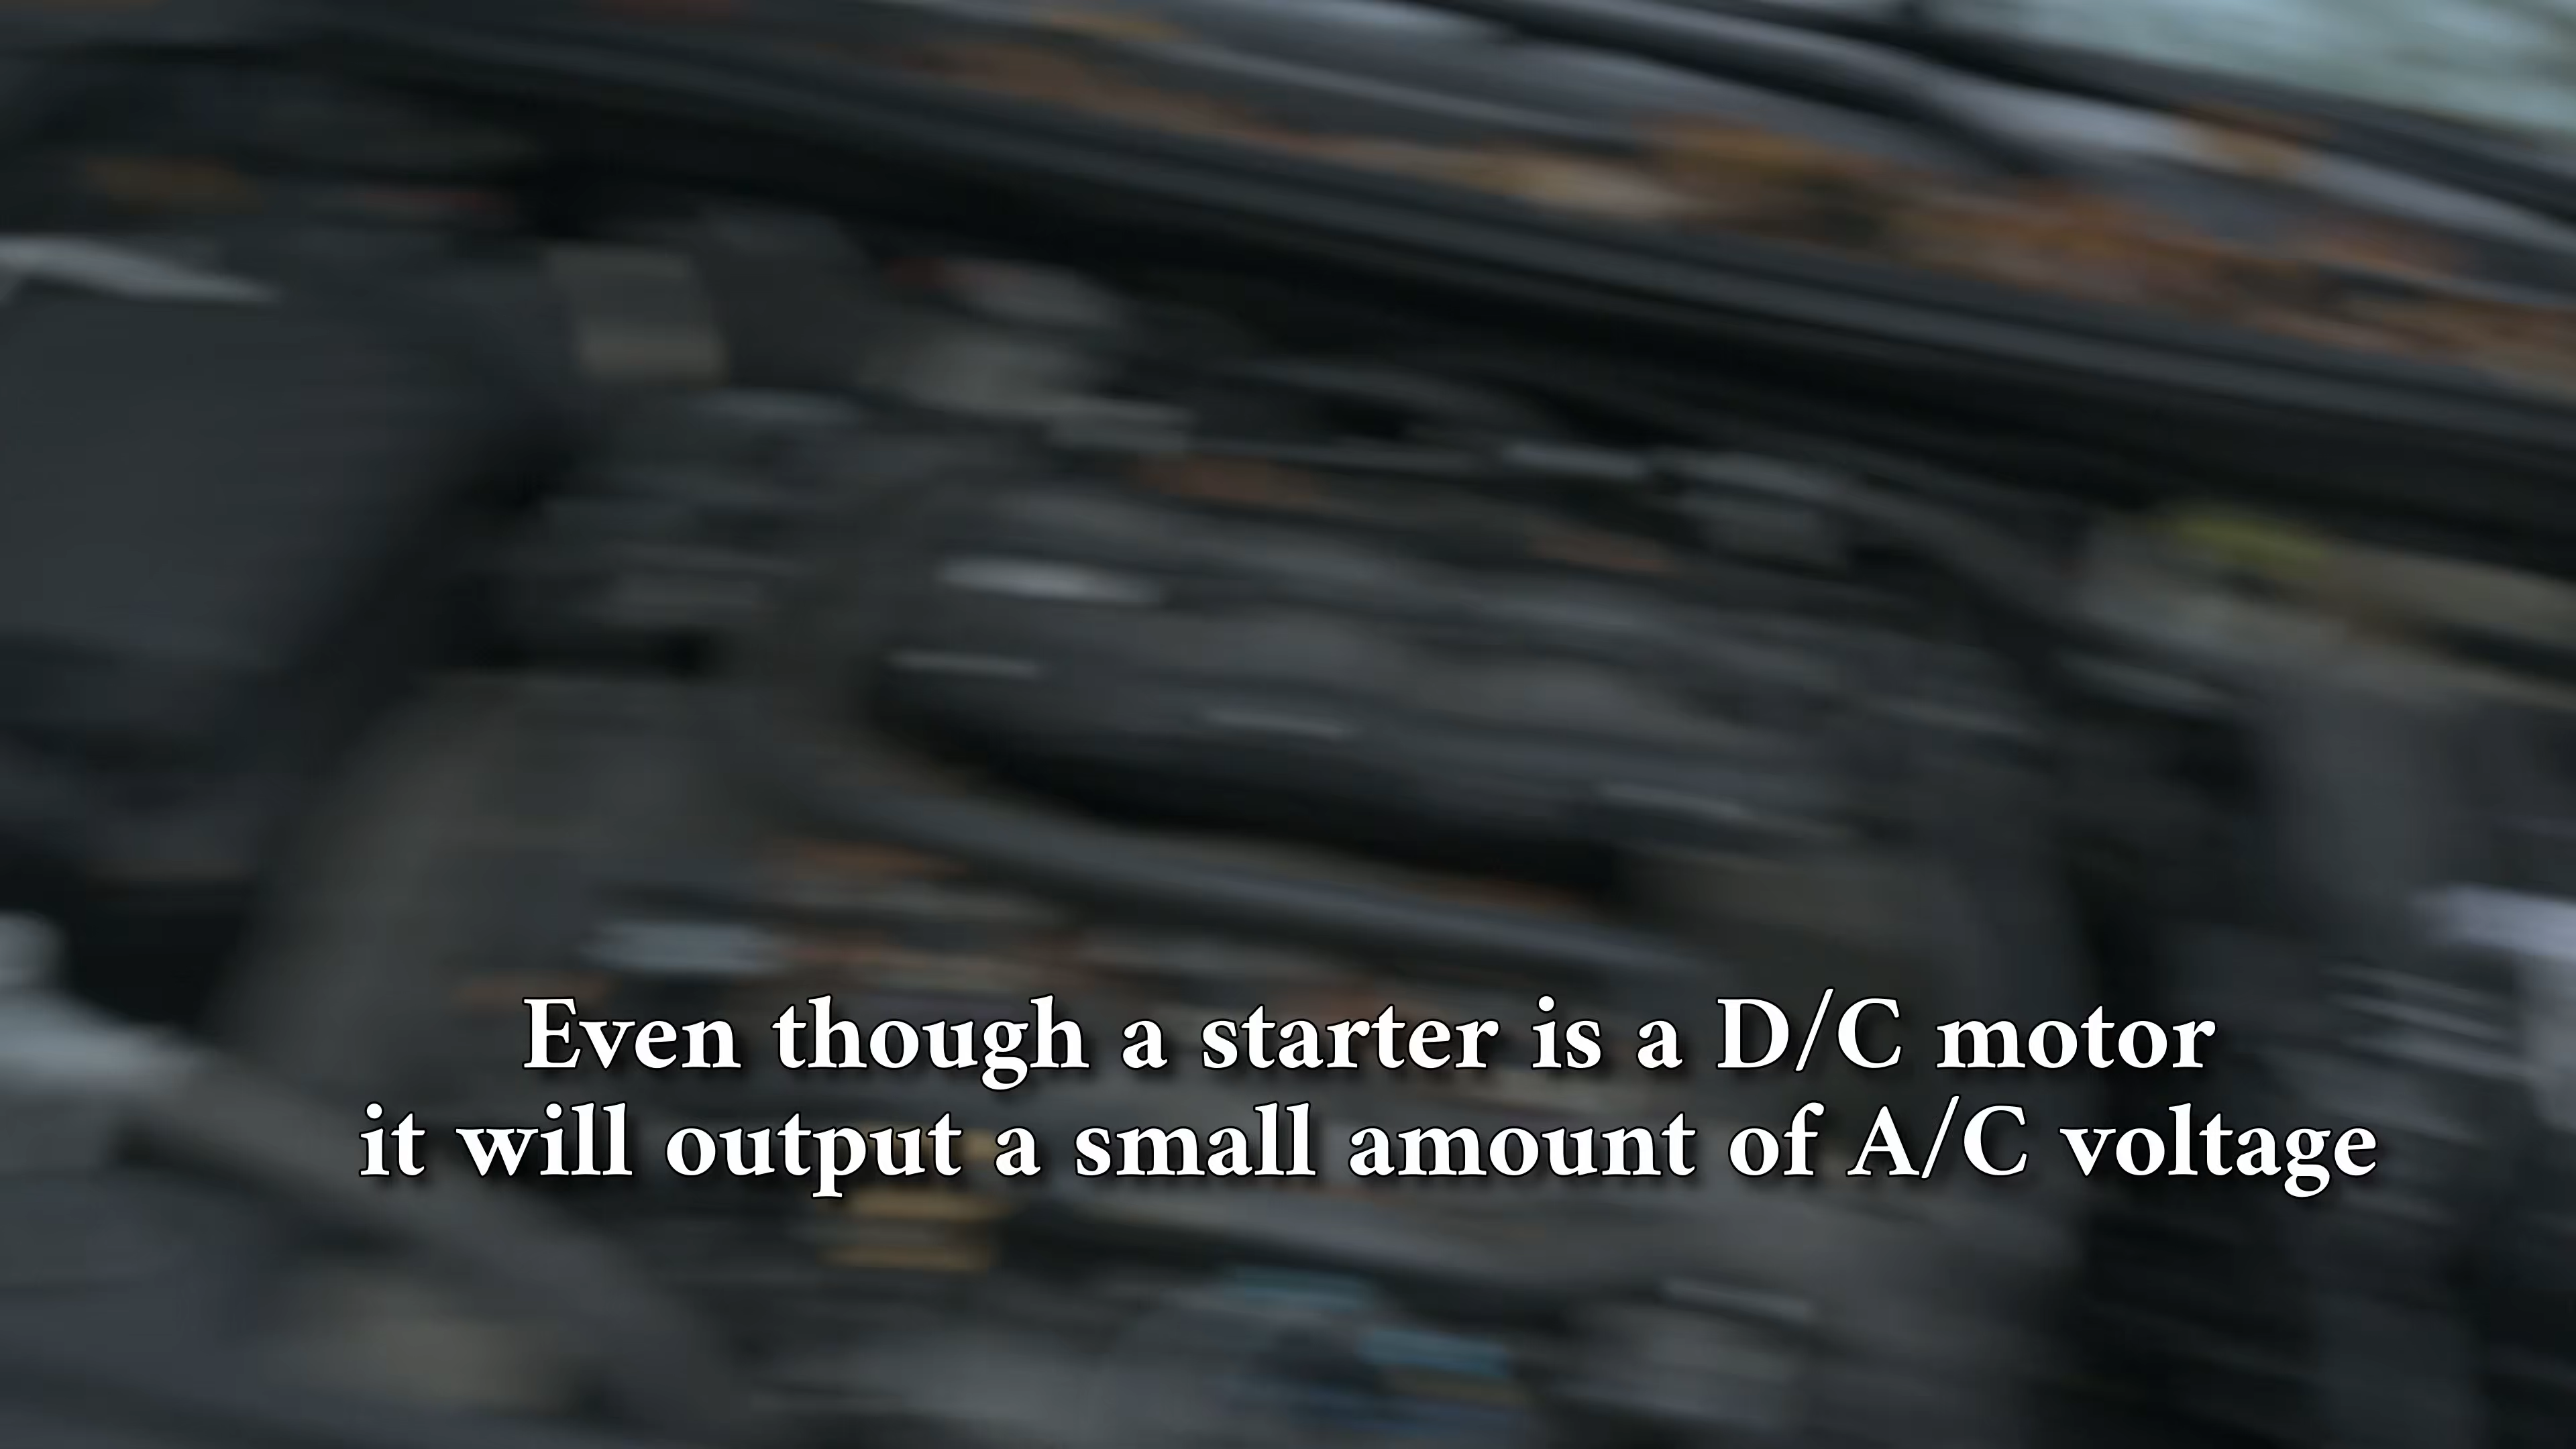 Even though a starter is a D/C motor
it will output a small amount of A/C voltage